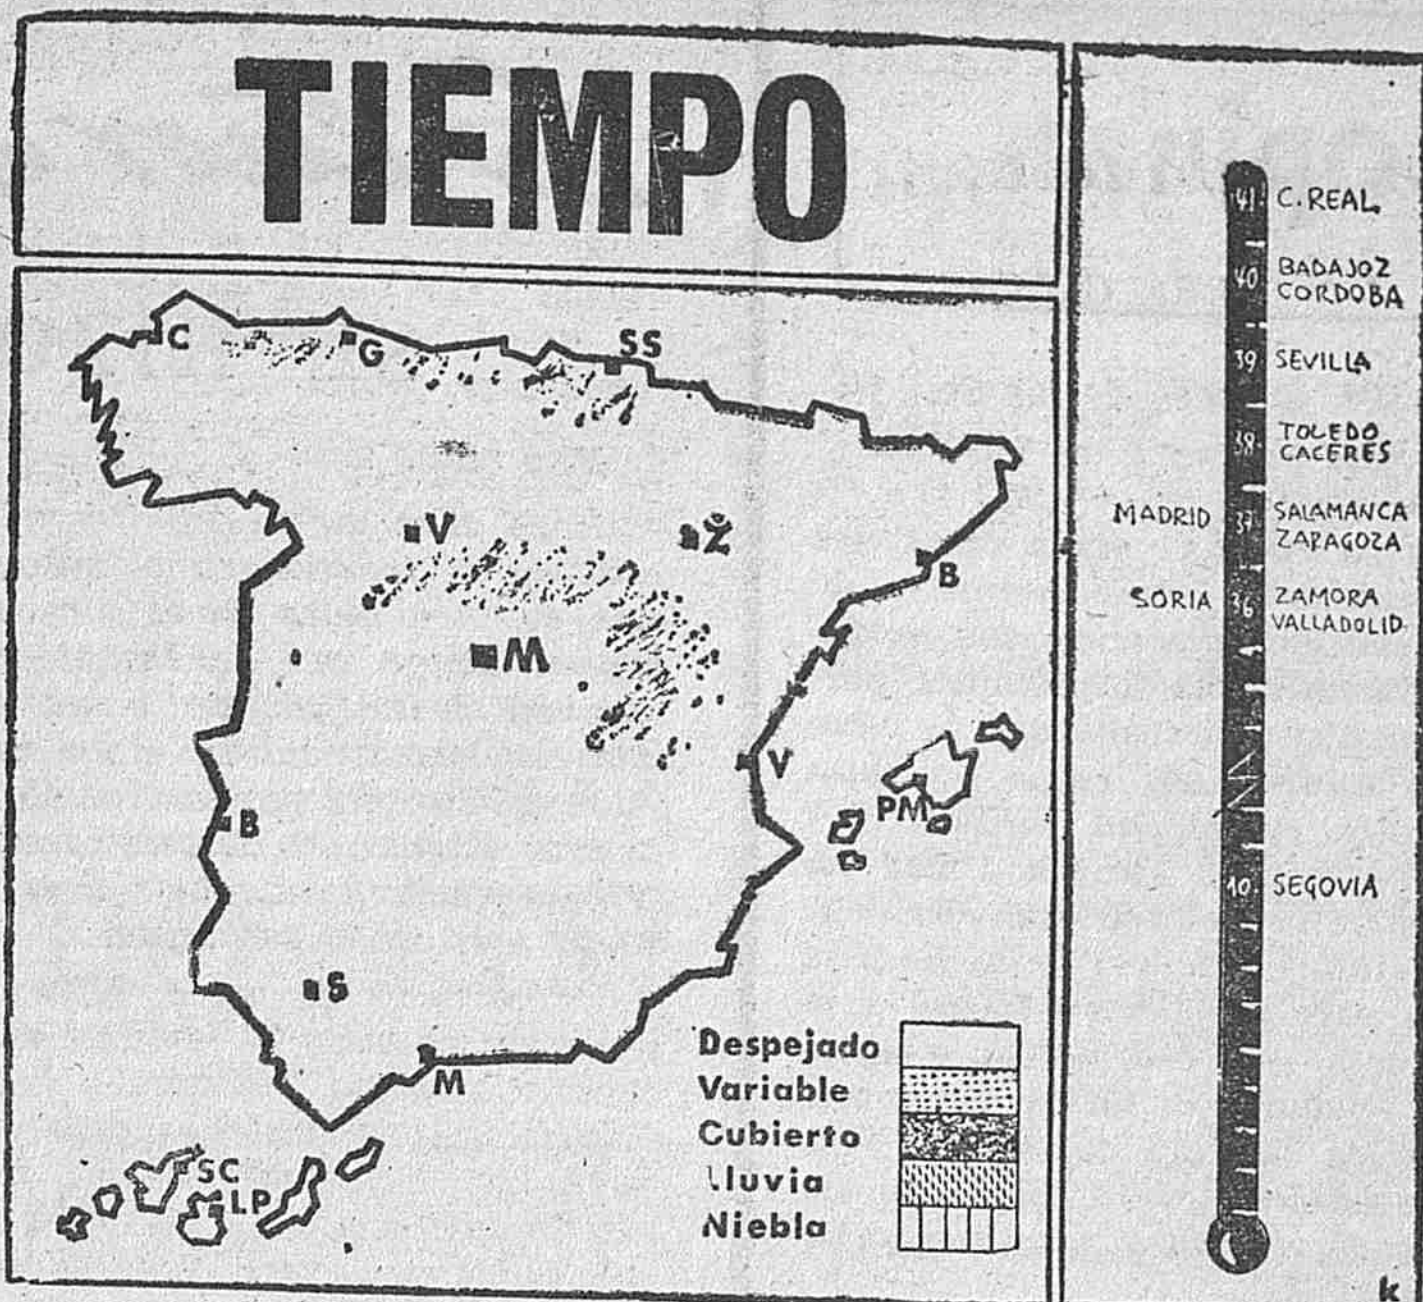 TIEMPO
C
G
SS
V
Z
B
M
V
PM
B
S
M
SC
LP
Despejado
Variable
Cubierto
Lluvia
Niebla
41 C. REAL
40 BADAJOZ
CORDOBA
39 SEVILLA
38 TOLEDO
CACERES
MADRID 37 SALAMANCA
ZARAGOZA
SORIA 36 ZAMORA
VALLADOLID
10 SEGOVIA
k